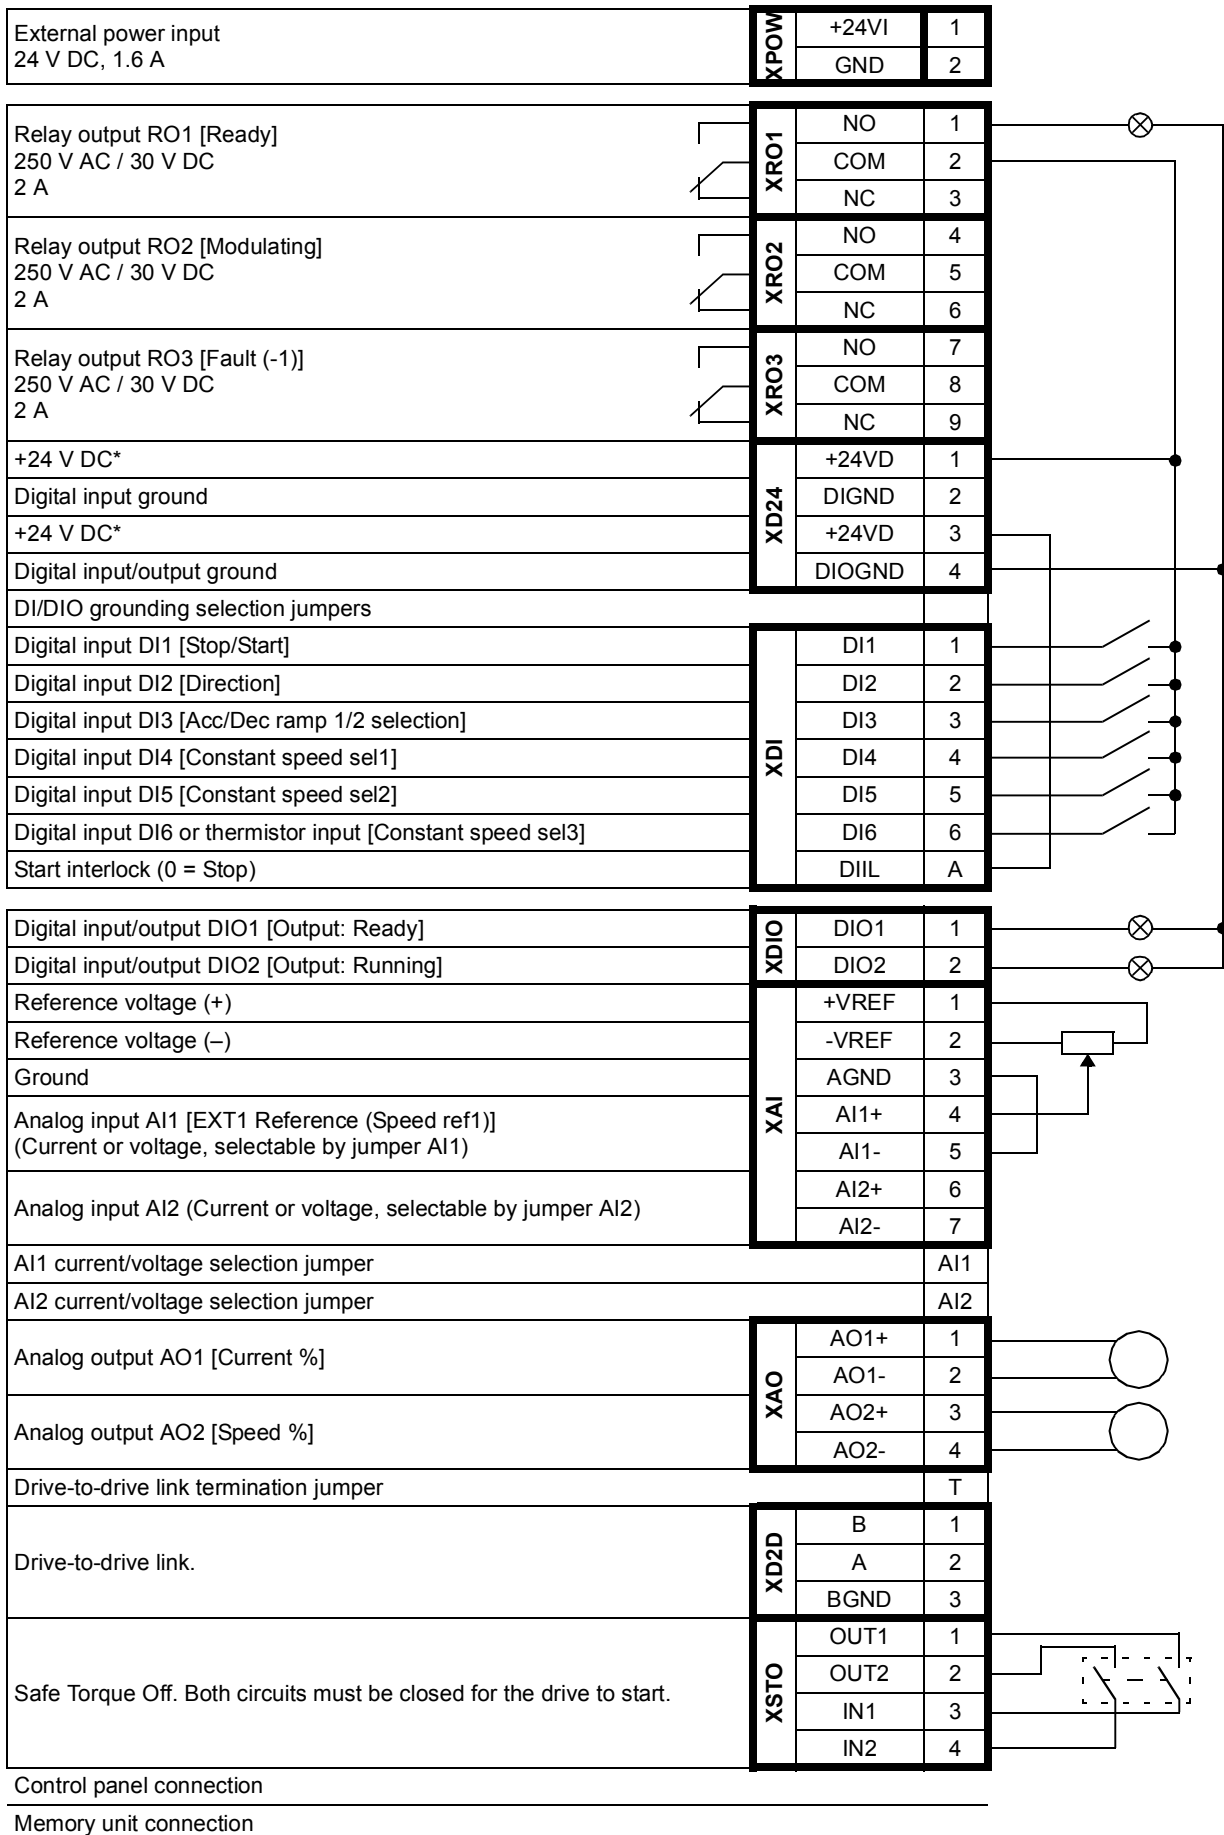 External power input
24 V DC, 1.6 A
XPOW
+24VI 1
GND 2
Relay output RO1 [Ready]
250 V AC / 30 V DC
2 A
XRO1
NO 1
COM 2
NC 3
Relay output RO2 [Modulating]
250 V AC / 30 V DC
2 A
XRO2
NO 4
COM 5
NC 6
Relay output RO3 [Fault (-1)]
250 V AC / 30 V DC
2 A
XRO3
NO 7
COM 8
NC 9
XD24
+24 V DC* +24VD 1
Digital input ground DIGND 2
+24 V DC* +24VD 3
Digital input/output ground DIOGND 4
DI/DIO grounding selection jumpers
XDI
Digital input DI1 [Stop/Start] DI1 1
Digital input DI2 [Direction] DI2 2
Digital input DI3 [Acc/Dec ramp 1/2 selection] DI3 3
Digital input DI4 [Constant speed sel1] DI4 4
Digital input DI5 [Constant speed sel2] DI5 5
Digital input DI6 or thermistor input [Constant speed sel3] DI6 6
Start interlock (0 = Stop) DIIL A
XDIO
Digital input/output DIO1 [Output: Ready] DIO1 1
Digital input/output DIO2 [Output: Running] DIO2 2
XAI
Reference voltage (+) +VREF 1
Reference voltage (–) -VREF 2
Ground AGND 3
Analog input AI1 [EXT1 Reference (Speed ref1)]
(Current or voltage, selectable by jumper AI1)
AI1+ 4
AI1- 5
Analog input AI2 (Current or voltage, selectable by jumper AI2)
AI2+ 6
AI2- 7
AI1 current/voltage selection jumper AI1
AI2 current/voltage selection jumper AI2
XAO
Analog output AO1 [Current %]
AO1+ 1
AO1- 2
Analog output AO2 [Speed %]
AO2+ 3
AO2- 4
Drive-to-drive link termination jumper T
Drive-to-drive link.
XD2D
B 1
A 2
BGND 3
Safe Torque Off. Both circuits must be closed for the drive to start.
XSTO
OUT1 1
OUT2 2
IN1 3
IN2 4
Control panel connection
Memory unit connection